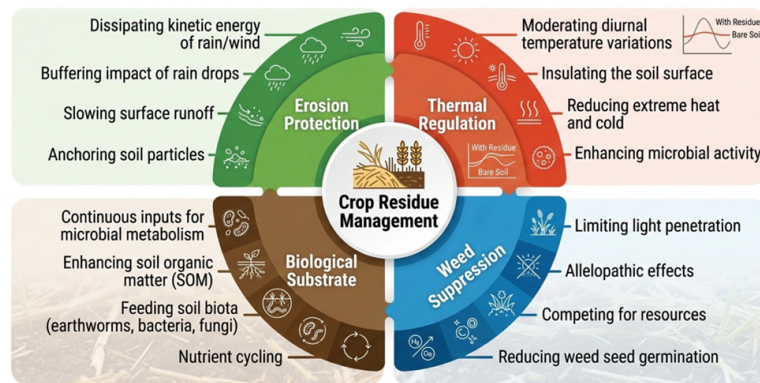 Dissipating kinetic energy
of rain/wind
Buffering impact of rain drops
Slowing surface runoff
Anchoring soil particles
Erosion
Protection
Moderating diurnal
temperature variations
With Residue
Bare Soil
Insulating the soil surface
Reducing extreme heat
and cold
Enhancing microbial activity
Thermal
Regulation
With Residue
Bare Soil
Crop Residue
Management
Continuous inputs for
microbial metabolism
Enhancing soil organic
matter (SOM)
Feeding soil biota
(earthworms, bacteria, fungi)
Nutrient cycling
Biological
Substrate
Weed
Suppression
Limiting light penetration
Allelopathic effects
Competing for resources
Reducing weed seed germination